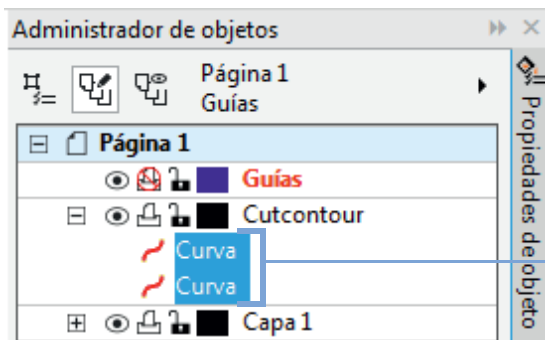 Administrador de objetos
Página 1
Guías
Página 1
Guías
Cutcontour
Curva
Curva
Capa 1
Propiedades de objeto